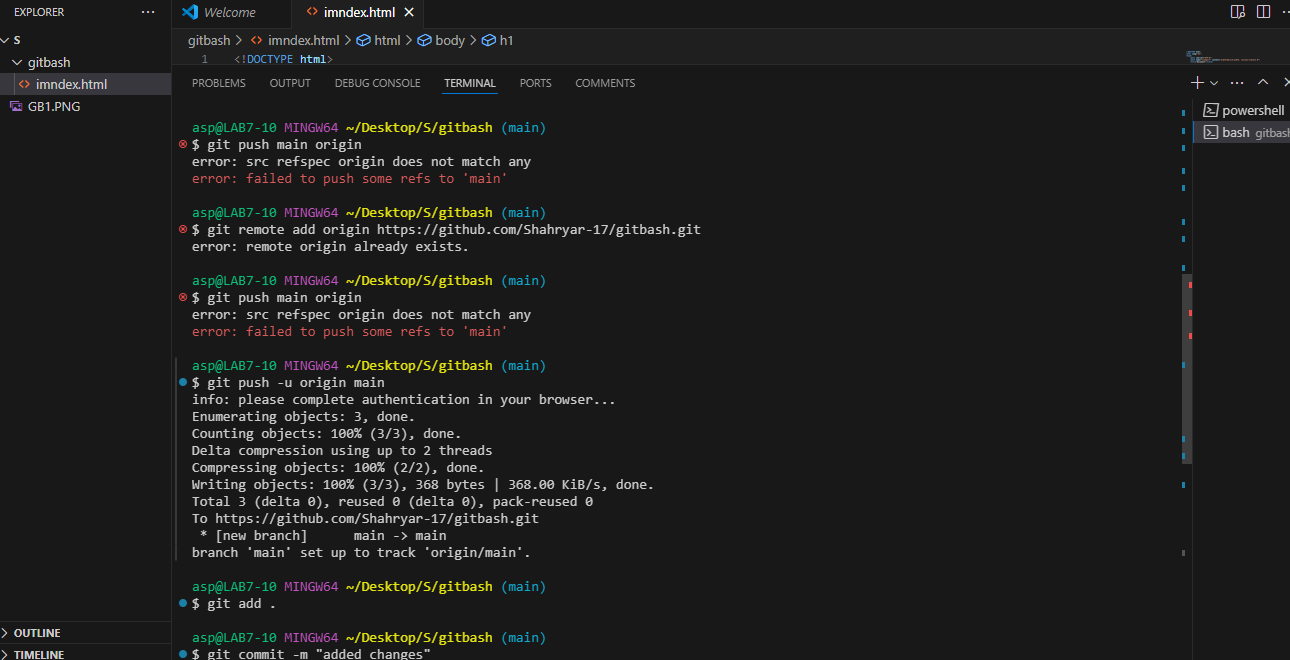 EXPLORER
···
Welcome
imndex.html
S
gitbash
imndex.html
GB1.PNG
gitbash > imndex.html > html > body > h1
1 <!DOCTYPE html>
PROBLEMS OUTPUT DEBUG CONSOLE TERMINAL PORTS COMMENTS
powershell
bash gitbash
asp@LAB7-10 MINGW64 ~/Desktop/S/gitbash (main)
$ git push main origin
error: src refspec origin does not match any
error: failed to push some refs to 'main'
asp@LAB7-10 MINGW64 ~/Desktop/S/gitbash (main)
$ git remote add origin https://github.com/Shahryar-17/gitbash.git
error: remote origin already exists.
asp@LAB7-10 MINGW64 ~/Desktop/S/gitbash (main)
$ git push main origin
error: src refspec origin does not match any
error: failed to push some refs to 'main'
asp@LAB7-10 MINGW64 ~/Desktop/S/gitbash (main)
$ git push -u origin main
info: please complete authentication in your browser...
Enumerating objects: 3, done.
Counting objects: 100% (3/3), done.
Delta compression using up to 2 threads
Compressing objects: 100% (2/2), done.
Writing objects: 100% (3/3), 368 bytes | 368.00 KiB/s, done.
Total 3 (delta 0), reused 0 (delta 0), pack-reused 0
To https://github.com/Shahryar-17/gitbash.git
 * [new branch]      main -> main
branch 'main' set up to track 'origin/main'.
asp@LAB7-10 MINGW64 ~/Desktop/S/gitbash (main)
$ git add .
asp@LAB7-10 MINGW64 ~/Desktop/S/gitbash (main)
$ git commit -m "added changes"
OUTLINE
TIMELINE